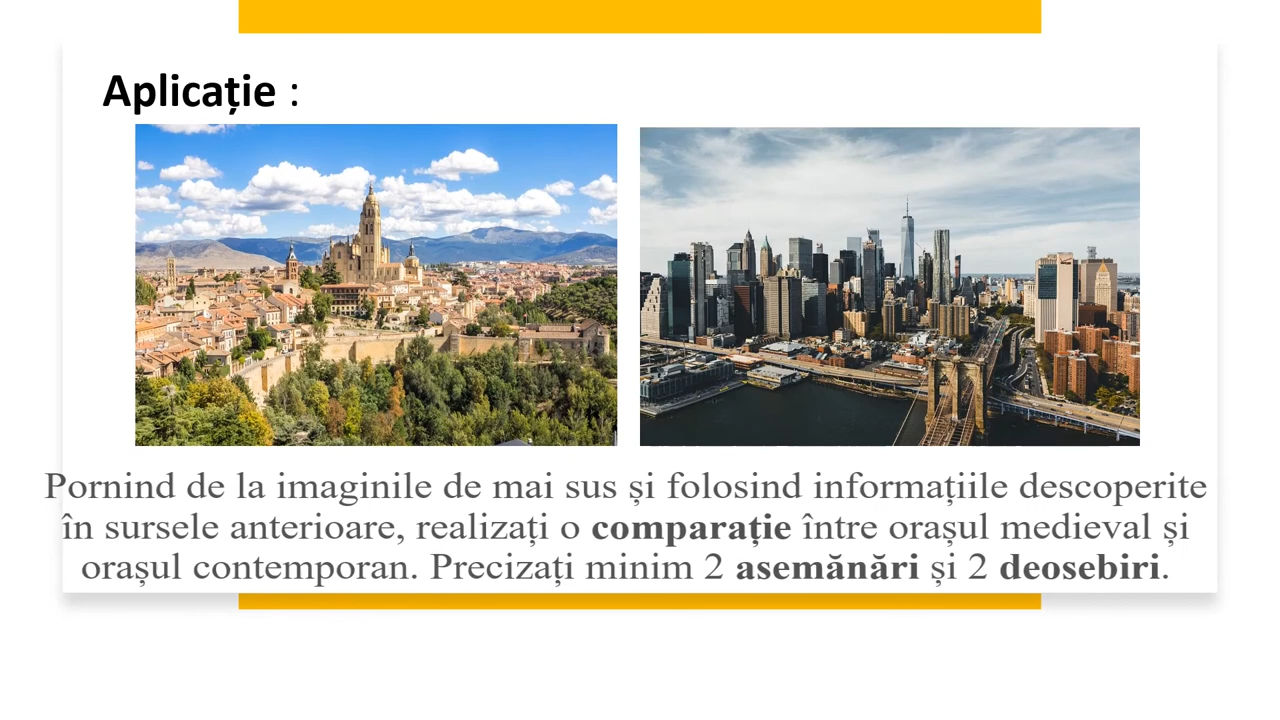 Aplicație :
Pornind de la imaginile de mai sus și folosind informațiile descoperite
în sursele anterioare, realizați o comparație între orașul medieval și
orașul contemporan. Precizați minim 2 asemănări și 2 deosebiri.